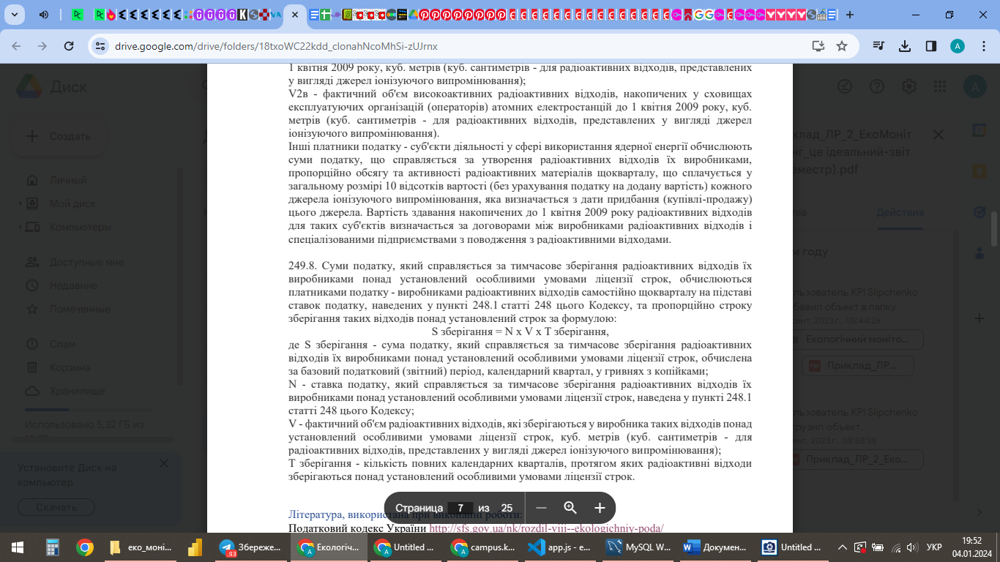 drive.google.com/drive/folders/18txoWC22kdd_clonahNcoMhSi-zUJrnx
Диск
Создать
Личный
Мой диск
Компьютеры
Доступные мне
Недавние
Помеченные
Спам
Корзина
Хранилище
Использовано 5,32 ГБ из
Установите Диск на
компьютер
Скачать
1 квітня 2009 року, куб. метрів (куб. сантиметрів - для радіоактивних відходів, представлених
у вигляді джерел іонізуючого випромінювання);
V2в - фактичний об'єм високоактивних радіоактивних відходів, накопичених у сховищах
експлуатуючих організацій (операторів) атомних електростанцій до 1 квітня 2009 року, куб.
метрів (куб. сантиметрів - для радіоактивних відходів, представлених у вигляді джерел
іонізуючого випромінювання).
Інші платники податку - суб'єкти діяльності у сфері використання ядерної енергії обчислюють
суми податку, що справляється за утворення радіоактивних відходів їх виробниками,
пропорційно обсягу та активності радіоактивних матеріалів щокварталу, що сплачується у
загальному розмірі 10 відсотків вартості (без урахування податку на додану вартість) кожного
джерела іонізуючого випромінювання, яка визначається з дати придбання (купівлі-продажу)
цього джерела. Вартість здавання накопичених до 1 квітня 2009 року радіоактивних відходів
для таких суб'єктів визначається за договорами між виробниками радіоактивних відходів і
спеціалізованими підприємствами з поводження з радіоактивними відходами.
249.8. Суми податку, який справляється за тимчасове зберігання радіоактивних відходів їх
виробниками понад установлений особливими умовами ліцензії строк, обчислюються
платниками податку - виробниками радіоактивних відходів самостійно щокварталу на підставі
ставок податку, наведених у пункті 248.1 статті 248 цього Кодексу, та пропорційно строку
зберігання таких відходів понад установлений строк за формулою:
S зберігання = N x V x T зберігання,
де S зберігання - сума податку, який справляється за тимчасове зберігання радіоактивних
відходів їх виробниками понад установлений особливими умовами ліцензії строк, обчислена
за базовий податковий (звітний) період, календарний квартал, у гривнях з копійками;
N - ставка податку, який справляється за тимчасове зберігання радіоактивних відходів їх
виробниками понад установлений особливими умовами ліцензії строк, наведена у пункті 248.1
статті 248 цього Кодексу;
V - фактичний об'єм радіоактивних відходів, які зберігаються у виробника таких відходів понад
установлений особливими умовами ліцензії строк, куб. метрів (куб. сантиметрів - для
радіоактивних відходів, представлених у вигляді джерел іонізуючого випромінювання);
T зберігання - кількість повних календарних кварталів, протягом яких радіоактивні відходи
зберігаються понад установлений особливими умовами ліцензії строк.
Література, використана при виконанні роботи:
Податковий кодекс України http://sfs.gov.ua/nk/rozdil-viii--ekologichniy-poda/
Страница 7 из 25
клад_ЛР_2_ЕкоМоніт
нг_це ідеальний-звіт
еместр).pdf
Действия
м году
ользователь KPI Slipchenko
бавил объект в папку
сент. 2023 г., 05:44:26
Екологічний моніто...
Приклад_ЛР...
ользователь KPI Slipchenko
грузил объект.
Приклад_ЛР_2_Еко...
еко_моні...
Збереже...
.93
Екологіч...
Untitled ...
campus.k...
app.js - e...
MySQL W...
Докумен...
Untitled ...
УКР
19:52
04.01.2024